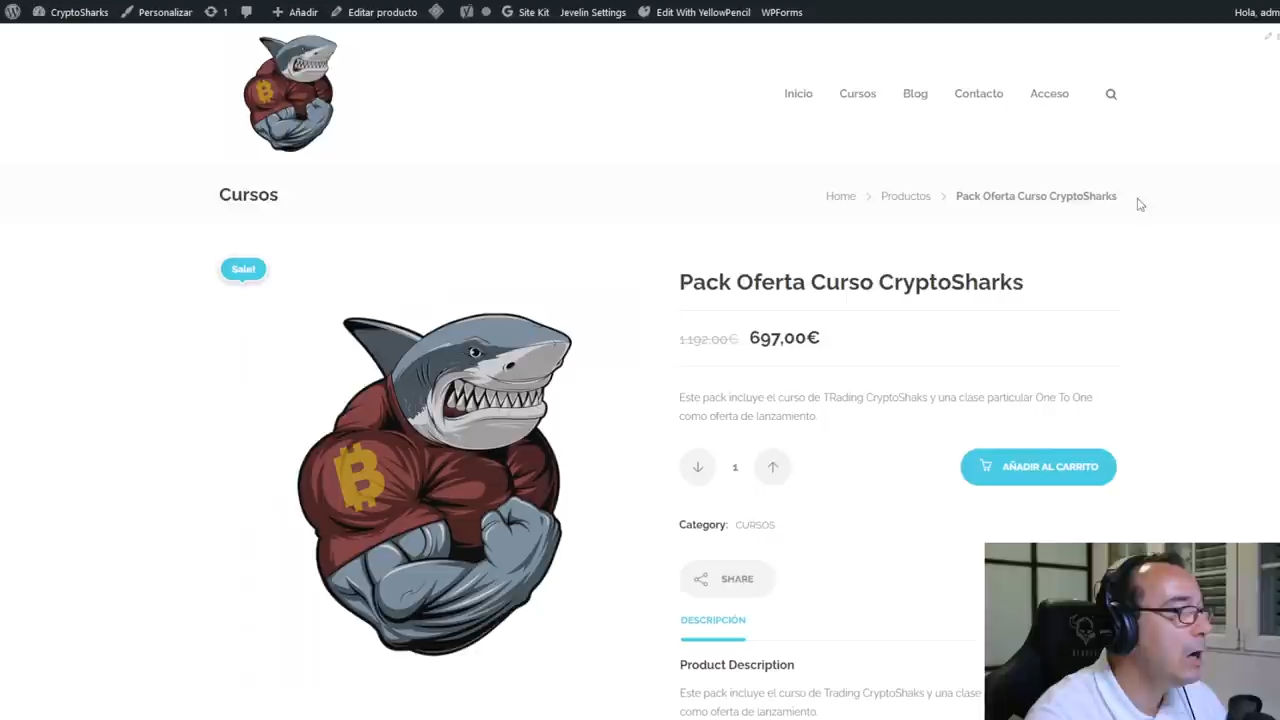 CryptoSharks Personalizar 1 Añadir Editar producto Site Kit Jevelin Settings Edit With YellowPencil WPForms Hola, adm
Inicio Cursos Blog Contacto Acceso
Cursos
Home Productos Pack Oferta Curso CryptoSharks
Sale!
Pack Oferta Curso CryptoSharks
1.192,00€ 697,00€
Este pack incluye el curso de TRading CryptoShaks y una clase particular One To One
como oferta de lanzamiento.
1 AÑADIR AL CARRITO
Category: CURSOS
SHARE
DESCRIPCIÓN
Product Description
Este pack incluye el curso de Trading CryptoShaks y una clase
como oferta de lanzamiento.